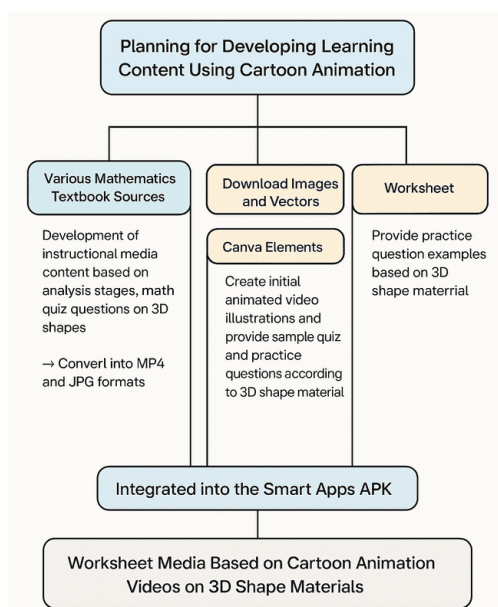 Planning for Developing Learning
Content Using Cartoon Animation
Various Mathematics
Textbook Sources
Development of
instructional media
content based on
analysis stages, math
quiz questions on 3D
shapes
→ Converl into MP4
and JPG formats
Download Images
and Vectors
Canva Elements
Create initial
animated video
illustrations and
provide sample quiz
and practice
questions according
to 3D shape material
Worksheet
Provide practice
question examples
based on 3D
shape materrial
Integrated into the Smart Apps APK
Worksheet Media Based on Cartoon Animation
Videos on 3D Shape Materials